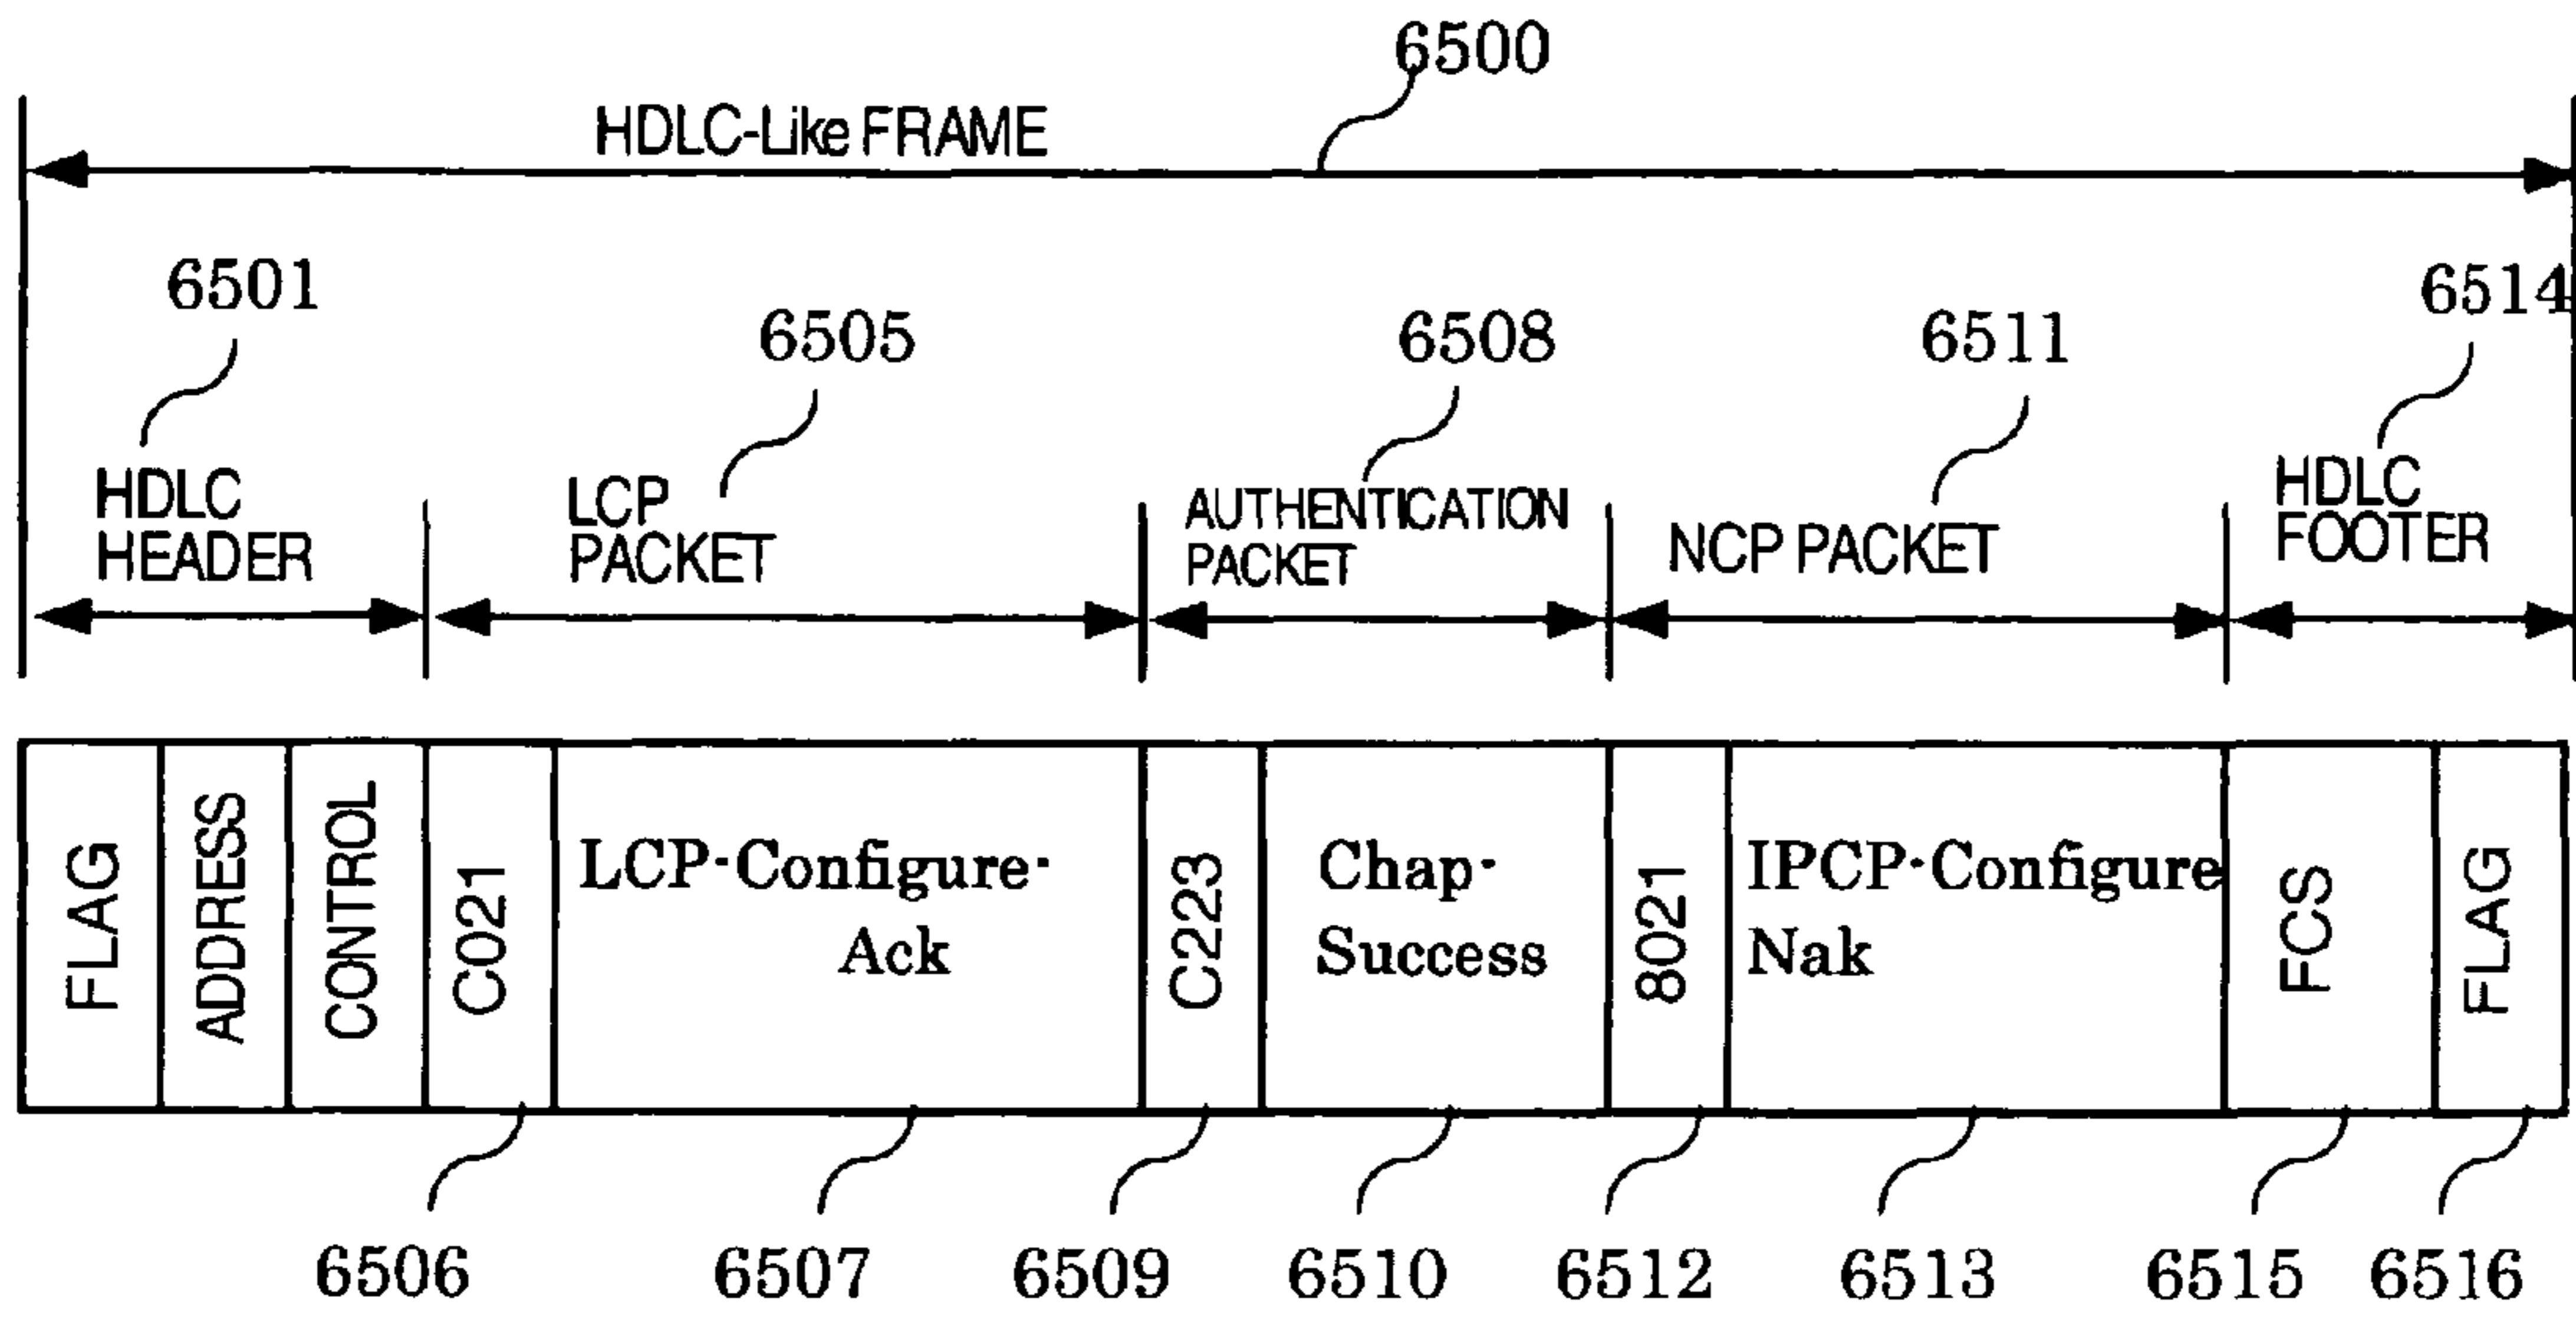 6500
HDLC-Like FRAME
6501
6505
6508
6511
6514
HDLC
HEADER
LCP
PACKET
AUTHENTICATION
PACKET
NCP PACKET
HDLC
FOOTER
FLAG
ADDRESS
CONTROL
C021
LCP-Configure-
Ack
C223
Chap-
Success
8021
IPCP-Configure
Nak
FCS
FLAG
6506
6507
6509
6510
6512
6513
6515
6516